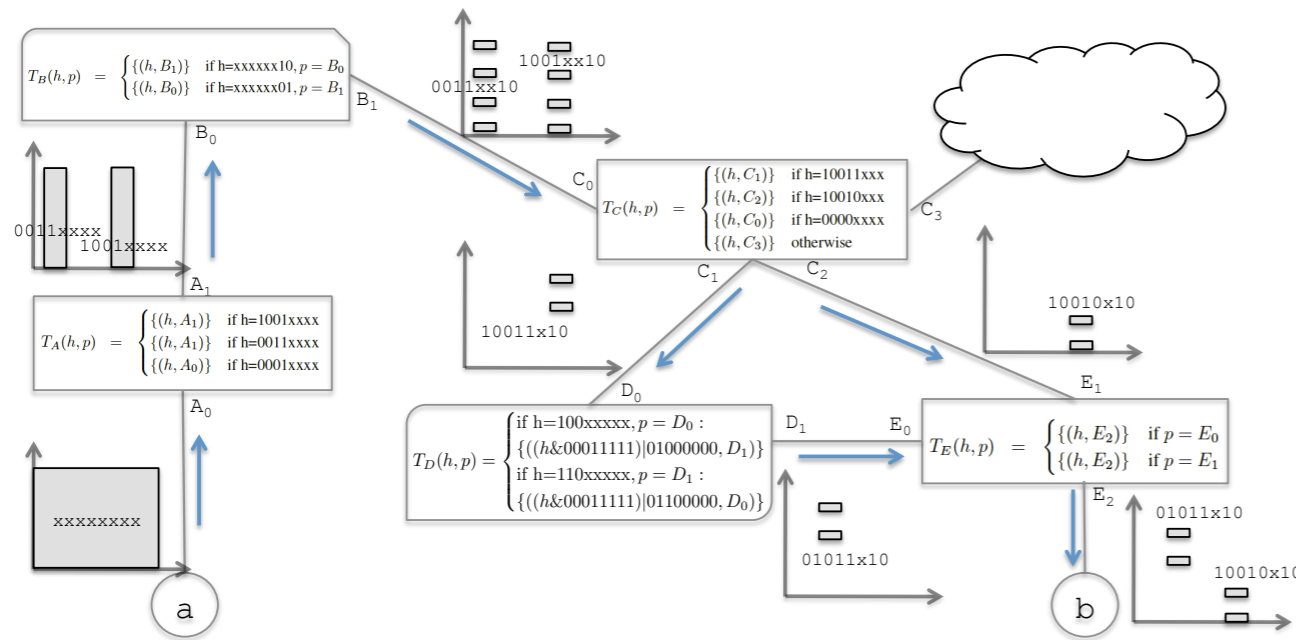 T_B(h,p) = { {(h, B_1)} if h=xxxxxx10, p = B_0
{(h, B_0)} if h=xxxxxx01, p = B_1
B_1
B_0
0011xx10
1001xx10
C_0
T_C(h,p) = { {(h, C_1)} if h=10011xxx
{(h, C_2)} if h=10010xxx
{(h, C_0)} if h=0000xxxx
{(h, C_3)} otherwise
C_3
C_1
C_2
0011xxxx
1001xxxx
A_1
T_A(h,p) = { {(h, A_1)} if h=1001xxxx
{(h, A_1)} if h=0011xxxx
{(h, A_0)} if h=0001xxxx
A_0
10011x10
10010x10
D_0
E_1
T_D(h,p) = { if h=100xxxxx, p = D_0 :
{((h&00011111)|01000000, D_1)}
if h=110xxxxx, p = D_1 :
{((h&00011111)|01100000, D_0)}
D_1
E_0
T_E(h,p) = { {(h, E_2)} if p = E_0
{(h, E_2)} if p = E_1
E_2
xxxxxxxx
01011x10
01011x10
10010x10
a
b